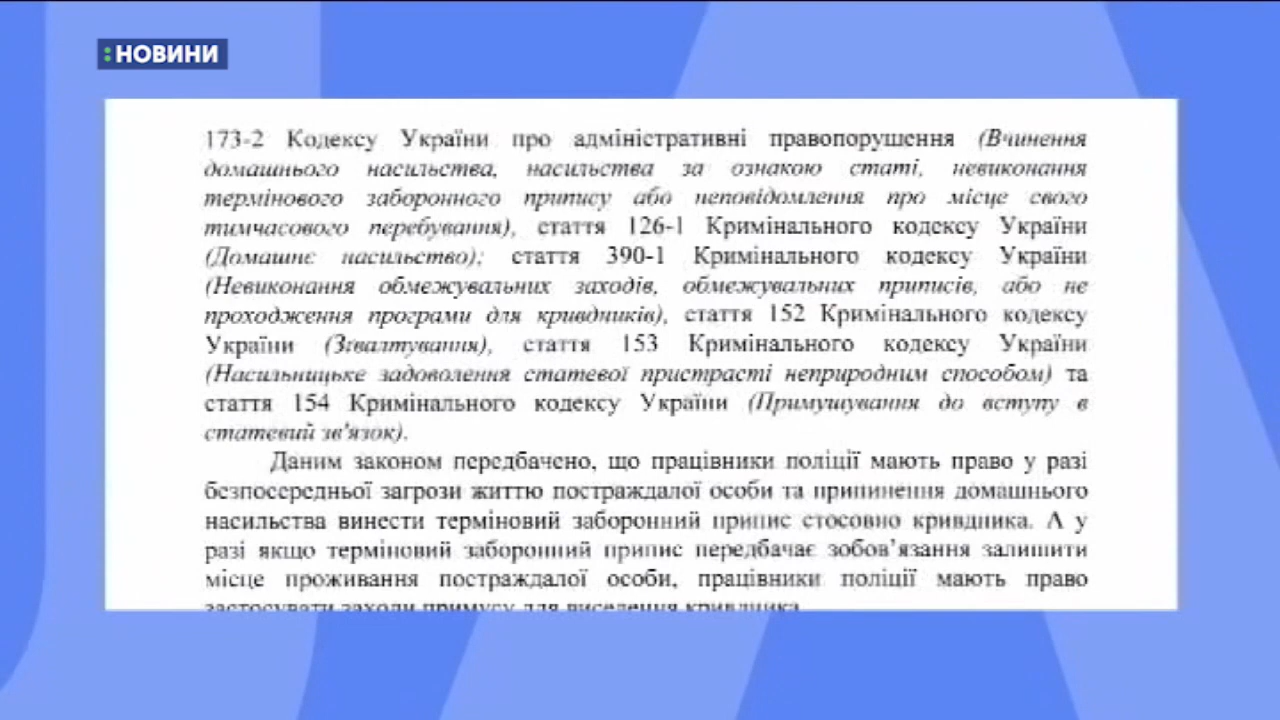 :НОВИНИ
173-2 Кодексу України про адміністративні правопорушення (Вчинення
домашнього насильства, насильства за ознакою статі, невиконання
термінового заборонного припису або неповідомлення про місце свого
тимчасового перебування), стаття 126-1 Кримінального кодексу України
(Домашнє насильство); стаття 390-1 Кримінального кодексу України
(Невиконання обмежувальних заходів, обмежувальних приписів, або не
проходження програми для кривдників), стаття 152 Кримінального кодексу
України (Зґвалтування), стаття 153 Кримінального кодексу України
(Насильницьке задоволення статевої пристрасті неприродним способом) та
стаття 154 Кримінального кодексу України (Примушування до вступу в
статевий зв'язок).
Даним законом передбачено, що працівники поліції мають право у разі
безпосередньої загрози життю постраждалої особи та припинення домашнього
насильства винести терміновий заборонний припис стосовно кривдника. А у
разі якщо терміновий заборонний припис передбачає зобов'язання залишити
місце проживання постраждалої особи, працівники поліції мають право
застосувати заходи примусу для виселення кривдника